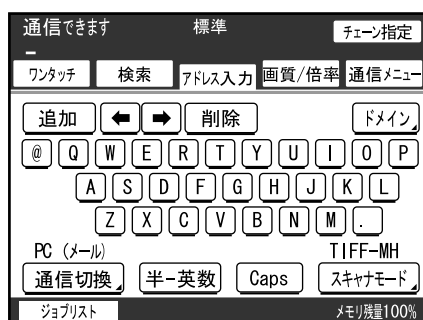 通信できます 標準 チェーン指定
_
ワンタッチ 検索 アドレス入力 画質/倍率 通信メニュー
追加 ← → 削除 ドメイン
@ Q W E R T Y U I O P
A S D F G H J K L
Z X C V B N M .
PC (メール) TIFF-MH
通信切換 半-英数 Caps スキャナモード
ジョブリスト メモリ残量100%